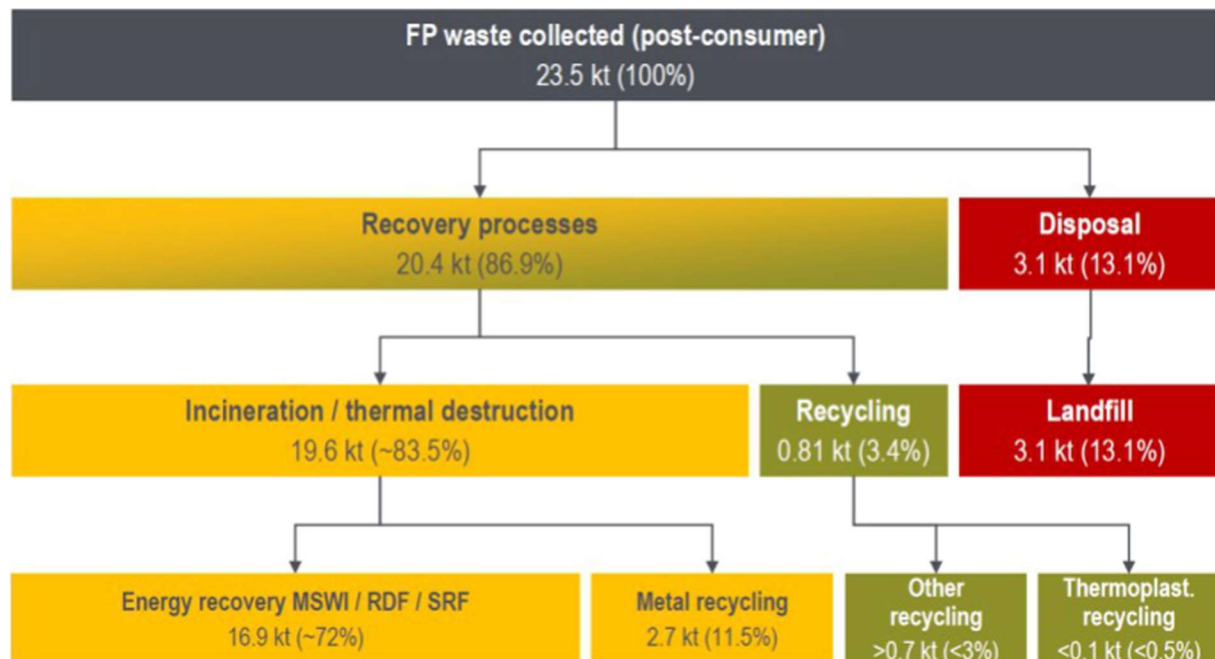 FP waste collected (post-consumer)
23.5 kt (100%)
Recovery processes
20.4 kt (86.9%)
Disposal
3.1 kt (13.1%)
Incineration / thermal destruction
19.6 kt (~83.5%)
Recycling
0.81 kt (3.4%)
Landfill
3.1 kt (13.1%)
Energy recovery MSWI / RDF / SRF
16.9 kt (~72%)
Metal recycling
2.7 kt (11.5%)
Other
recycling
>0.7 kt (<3%)
Thermoplast.
recycling
<0.1 kt (<0.5%)